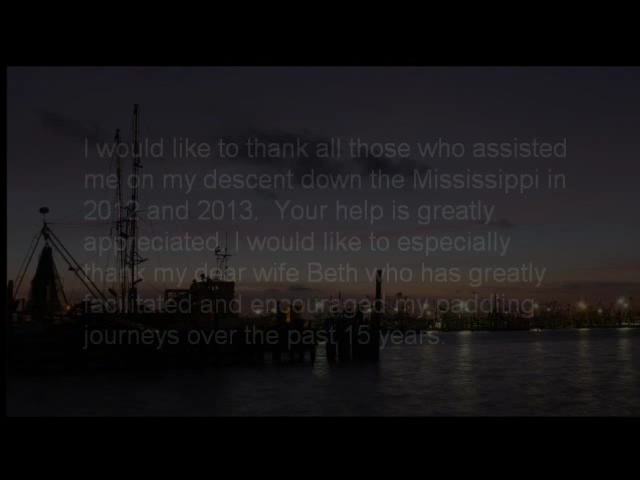 I would like to thank all those who assisted
me on my descent down the Mississippi in
and 2013. Your help is greatly
appreciated. I would like to especially
thank my dear wife Beth who has greatly
facilitated and encouraged my paddling
journeys over the past 15 years.